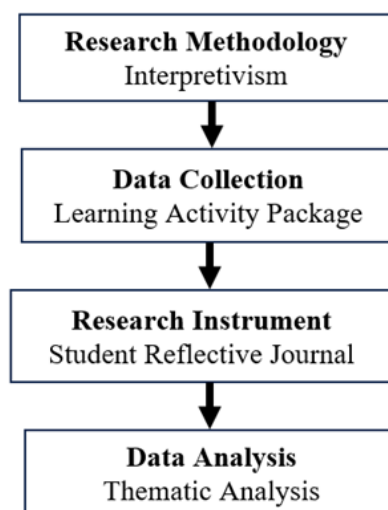 Research Methodology
Interpretivism
Data Collection
Learning Activity Package
Research Instrument
Student Reflective Journal
Data Analysis
Thematic Analysis